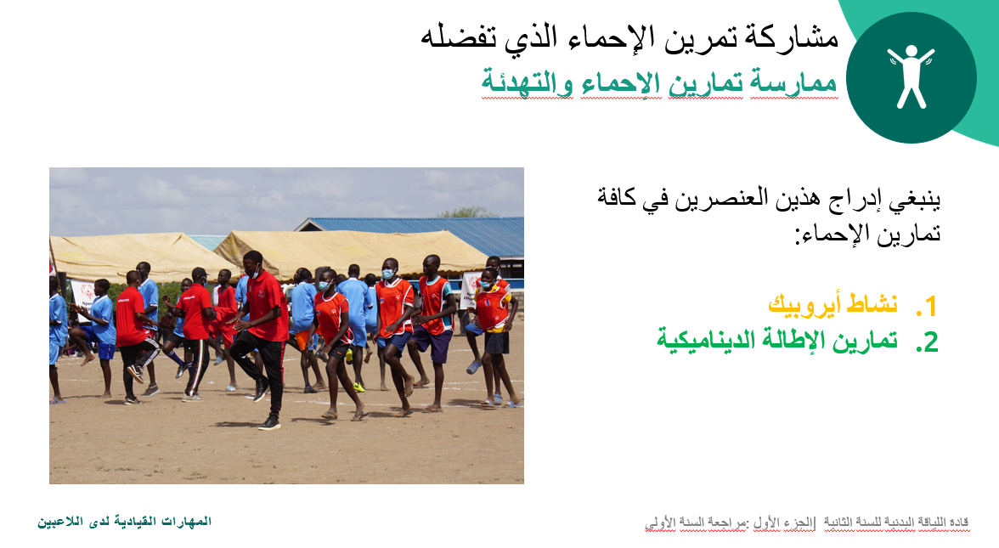 مشاركة تمرين الإحماء الذي تفضله
ممارسة تمارين الإحماء والتهدئة
ينبغي إدراج هذين العنصرين في كافة
تمارين الإحماء:
1. نشاط أيروبيك
2. تمارين الإطالة الديناميكية
قادة اللياقة البدنية للسنة الثانية |الجزء الأول :مراجعة السنة الأولى
المهارات القيادية لدى اللاعبين